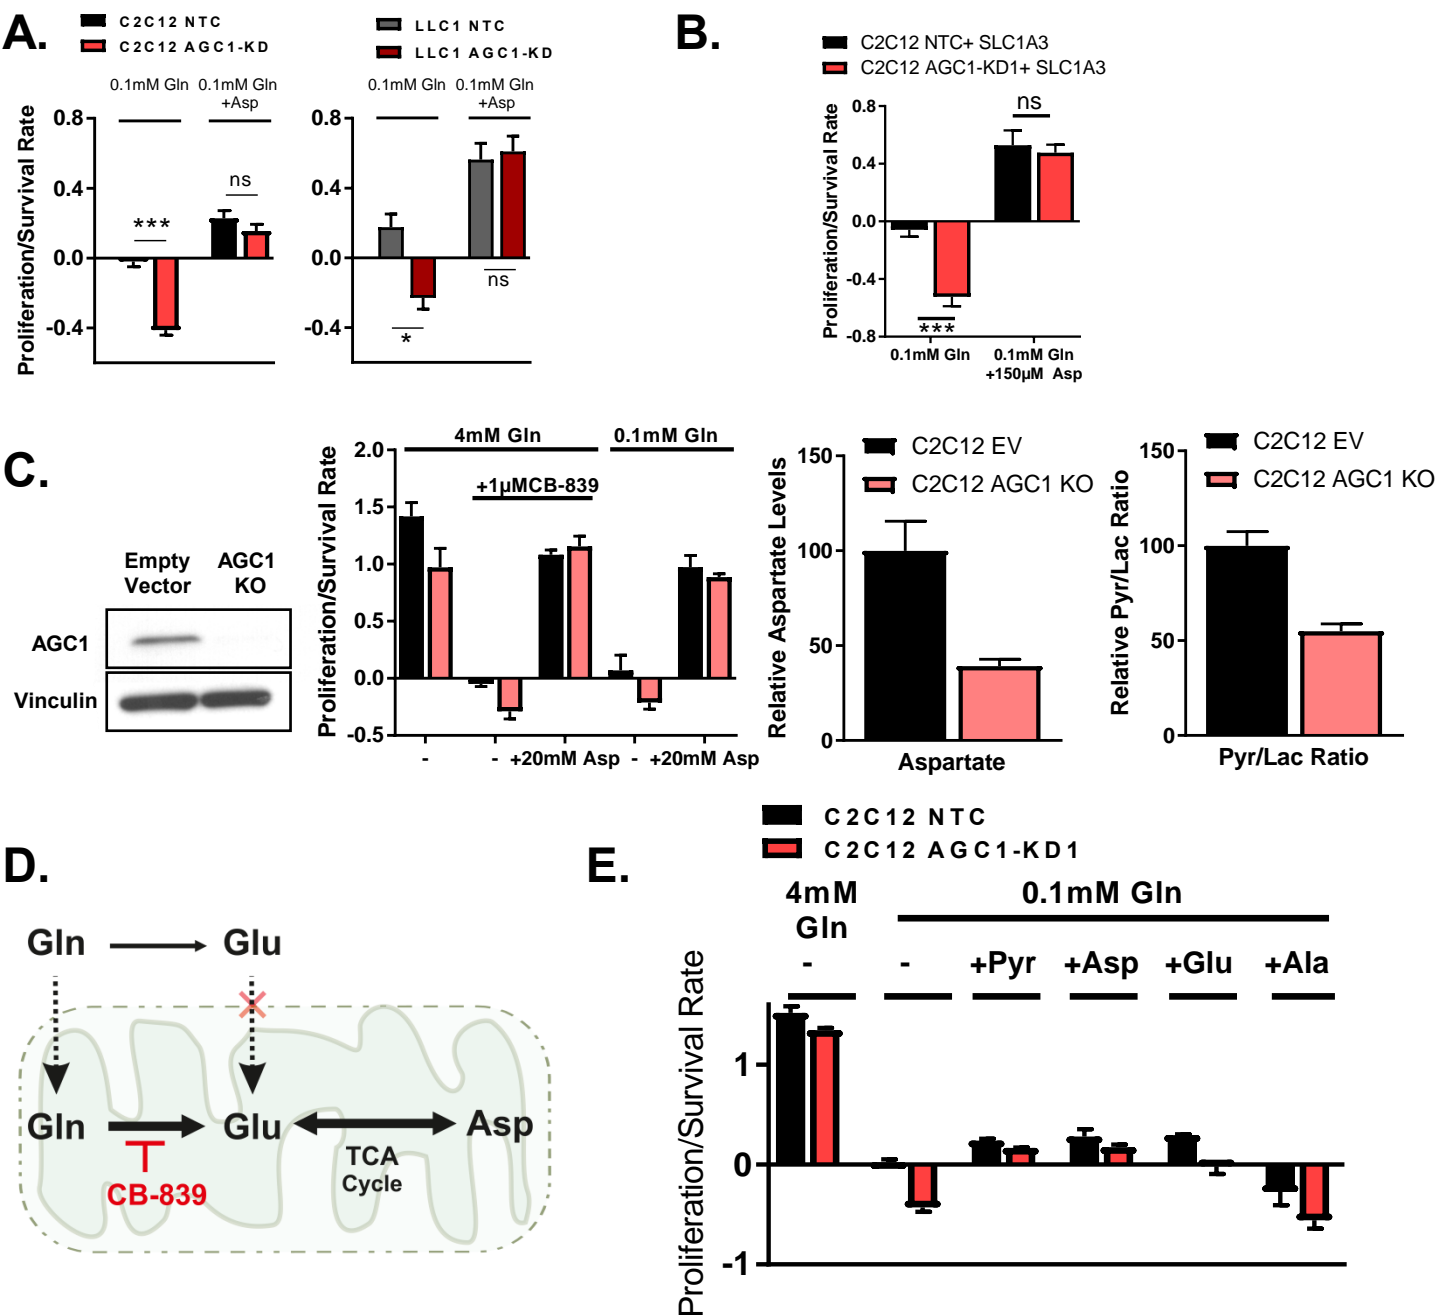 A.
C2C12 NTC
C2C12 AGC1-KD
LLC1 NTC
LLC1 AGC1-KD
Proliferation/Survival Rate
0.1mM Gln
0.1mM Gln
+Asp
0.8
0.4
0.0
-0.4
***
ns
0.1mM Gln
0.1mM Gln
+Asp
0.8
0.4
0.0
-0.4
*
ns
B.
C2C12 NTC+ SLC1A3
C2C12 AGC1-KD1+ SLC1A3
Proliferation/Survival Rate
0.8
0.4
0.0
-0.4
-0.8
ns
***
0.1mM Gln
0.1mM Gln
+150µM Asp
C.
Empty
Vector
AGC1
KO
AGC1
Vinculin
Proliferation/Survival Rate
4mM Gln
0.1mM Gln
+1µMCB-839
2.0
1.5
1.0
0.5
0.0
-0.5
-
-
+20mM Asp
-
+20mM Asp
C2C12 EV
C2C12 AGC1 KO
Relative Aspartate Levels
150
100
50
0
Aspartate
C2C12 EV
C2C12 AGC1 KO
Relative Pyr/Lac Ratio
150
100
50
0
Pyr/Lac Ratio
D.
Gln
Glu
Gln
Glu
Asp
TCA
Cycle
CB-839
E.
C2C12 NTC
C2C12 AGC1-KD1
4mM
Gln
0.1mM Gln
-
-
+Pyr
+Asp
+Glu
+Ala
Proliferation/Survival Rate
1
0
-1